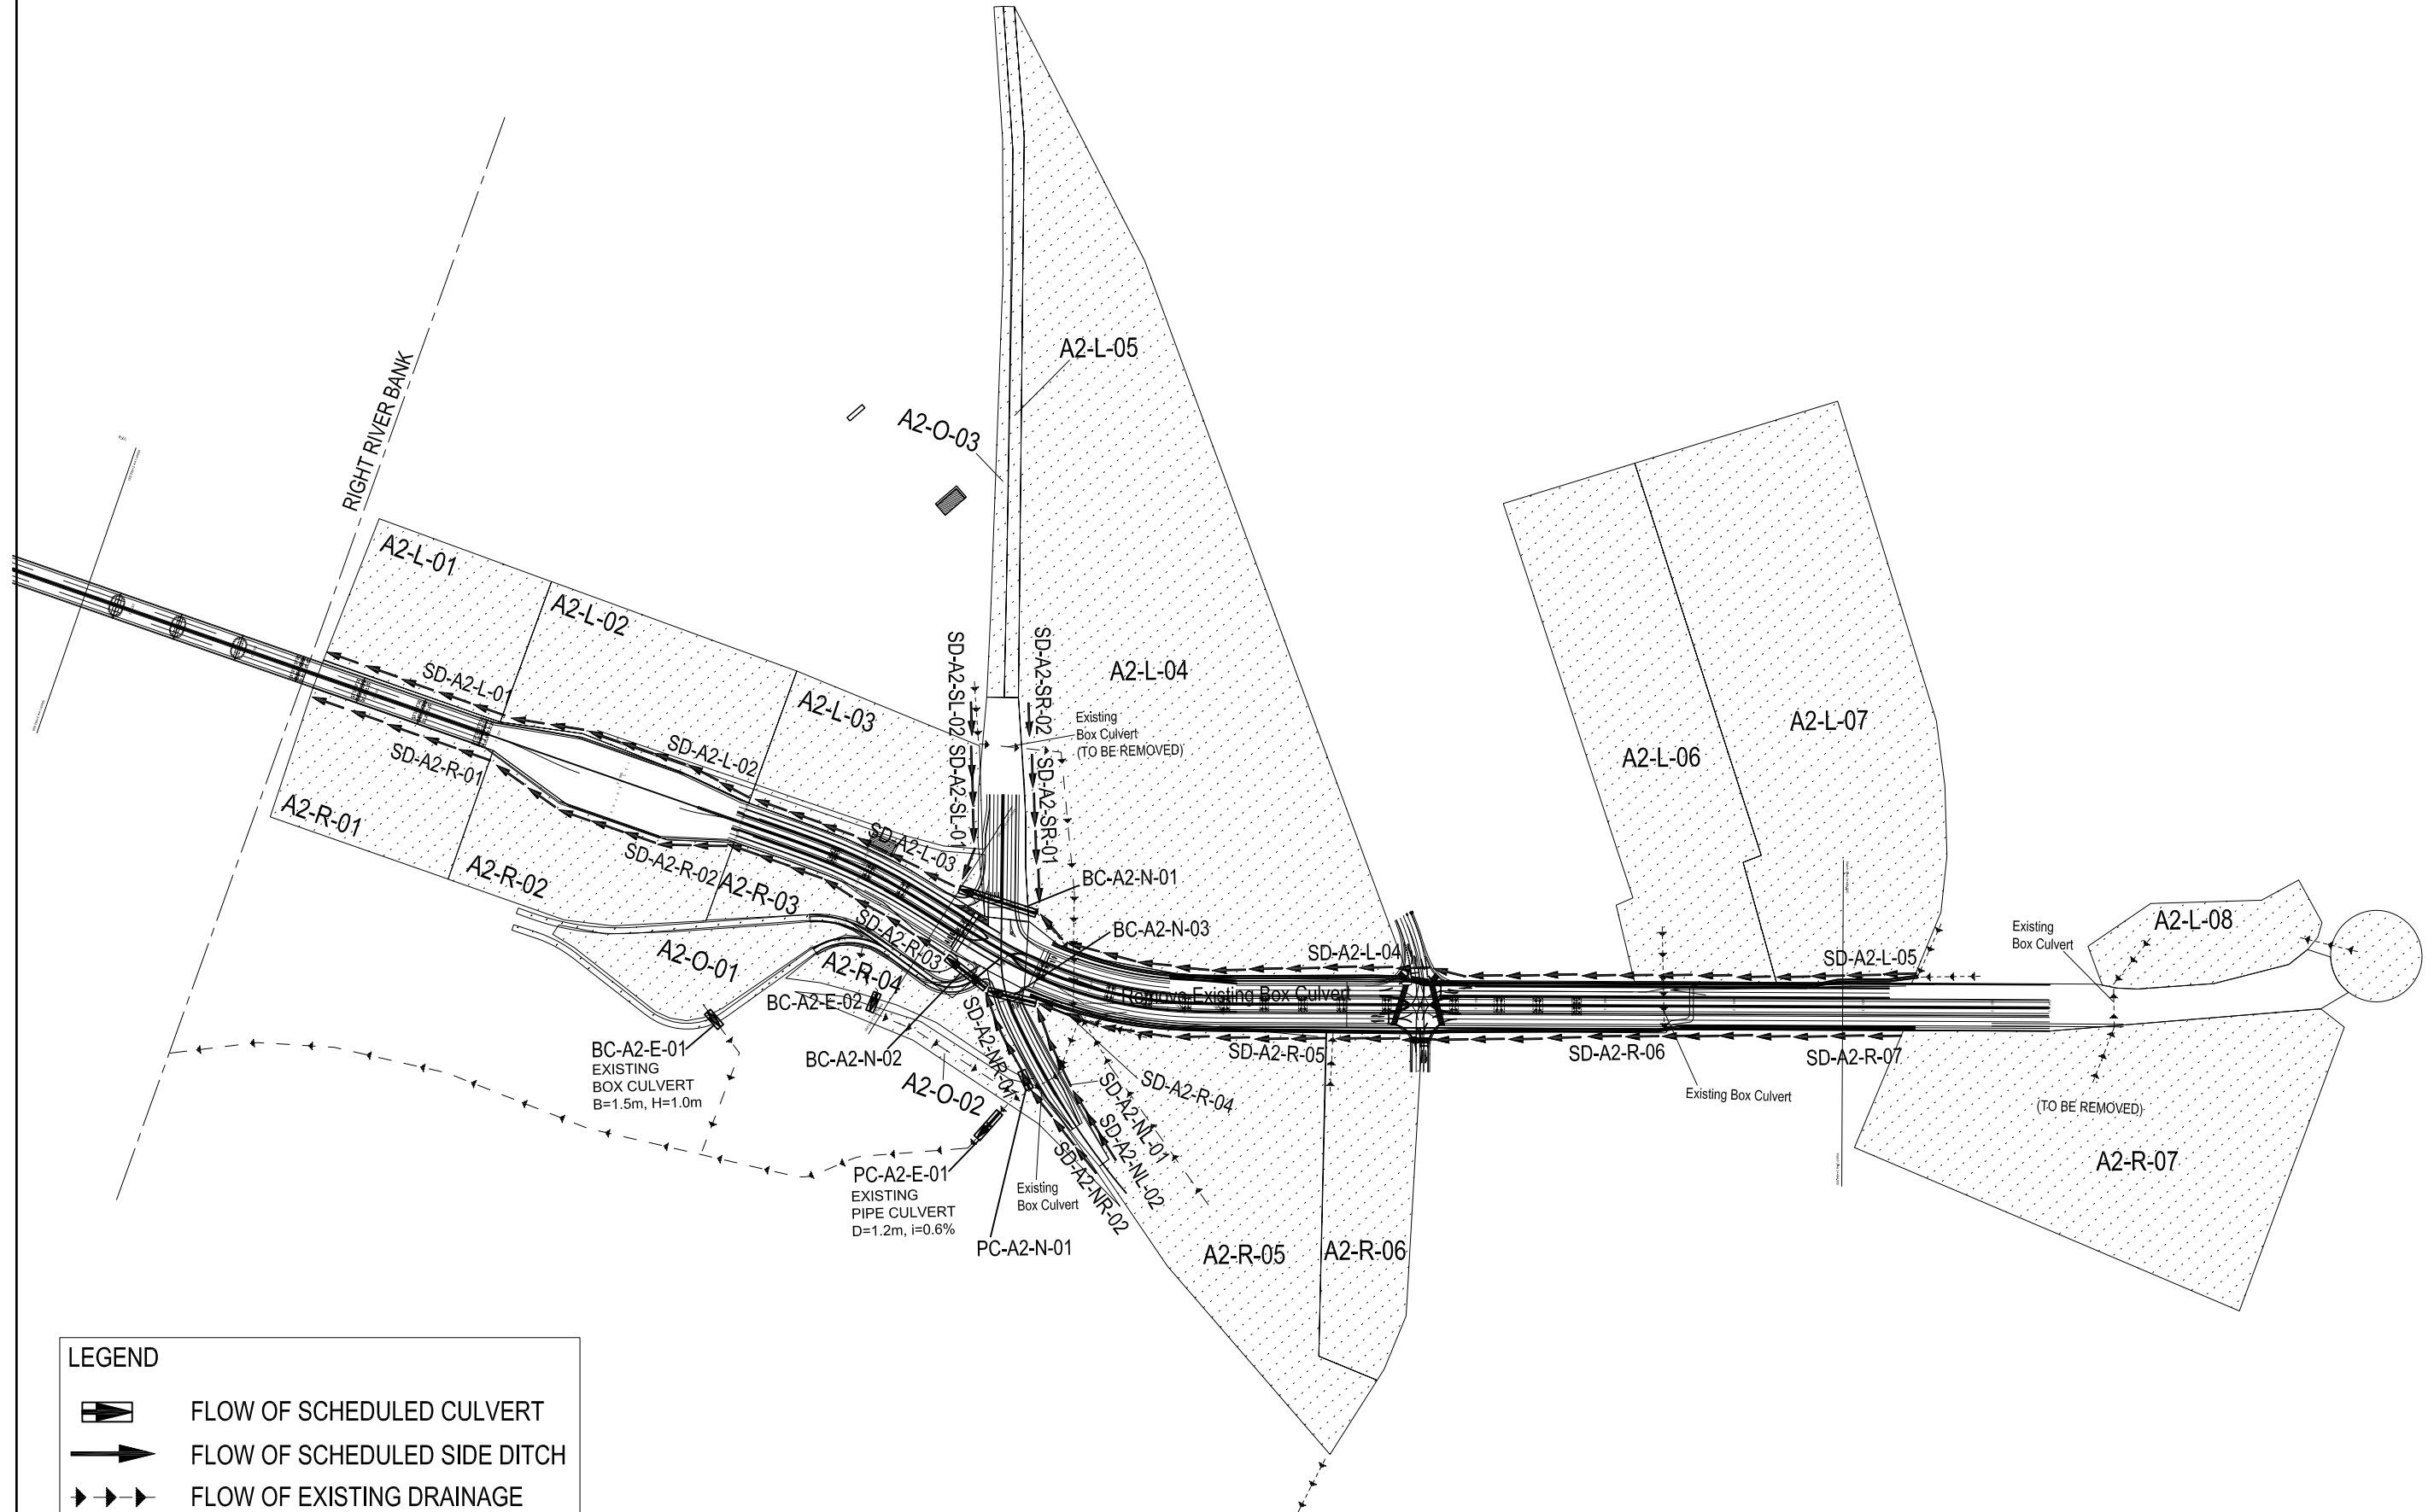 A2-L-05
A2-O-03
RIGHT RIVER BANK
A2-L-01
A2-L-02
SD-A2-SL-02
SD-A2-SR-02
A2-L-04
SD-A2-L-01
A2-L-03
Existing
Box Culvert
(TO BE REMOVED)
A2-L-07
A2-L-06
SD-A2-R-01
SD-A2-L-02
SD-A2-SL-01
SD-A2-SR-01
A2-R-01
SD-A2-L-03
SD-A2-R-02
A2-R-02
A2-R-03
BC-A2-N-01
BC-A2-N-03
SD-A2-R-03
A2-O-01
A2-R-04
SD-A2-L-04
SD-A2-L-05
Existing
Box Culvert
A2-L-08
BC-A2-E-02
Remove Existing Box Culvert
SD-A2-NR-01
BC-A2-E-01
EXISTING
BOX CULVERT
B=1.5m, H=1.0m
BC-A2-N-02
A2-O-02
SD-A2-R-05
SD-A2-R-06
SD-A2-R-07
SD-A2-R-04
SD-A2-NL-01
SD-A2-NL-02
Existing Box Culvert
(TO BE REMOVED)
A2-R-07
PC-A2-E-01
EXISTING
PIPE CULVERT
D=1.2m, i=0.6%
Existing
Box Culvert
SD-A2-NR-02
PC-A2-N-01
A2-R-05
A2-R-06
LEGEND
FLOW OF SCHEDULED CULVERT
FLOW OF SCHEDULED SIDE DITCH
FLOW OF EXISTING DRAINAGE